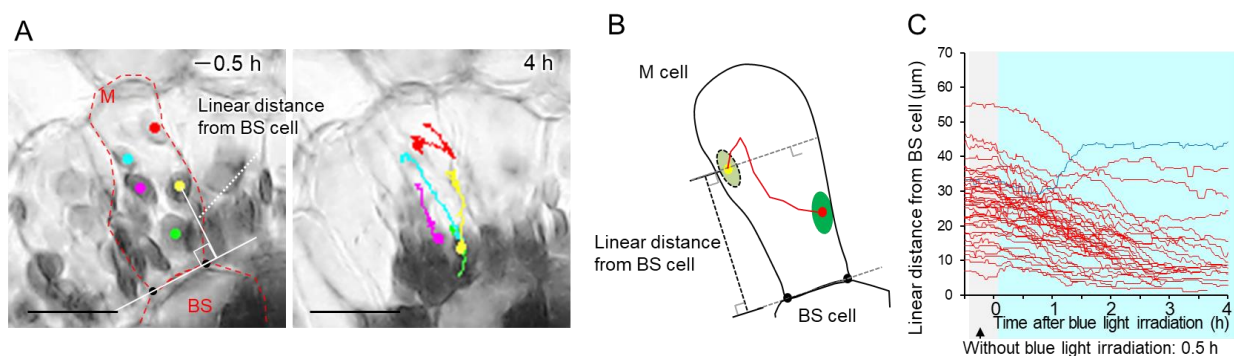 A
−0.5 h
M
Linear distance
from BS cell
BS
4 h
B
M cell
Linear distance
from BS cell
BS cell
C
Linear distance from BS cell (μm)
70
60
50
40
30
20
10
0
0
1
2
3
4
Time after blue light irradiation (h)
Without blue light irradiation: 0.5 h